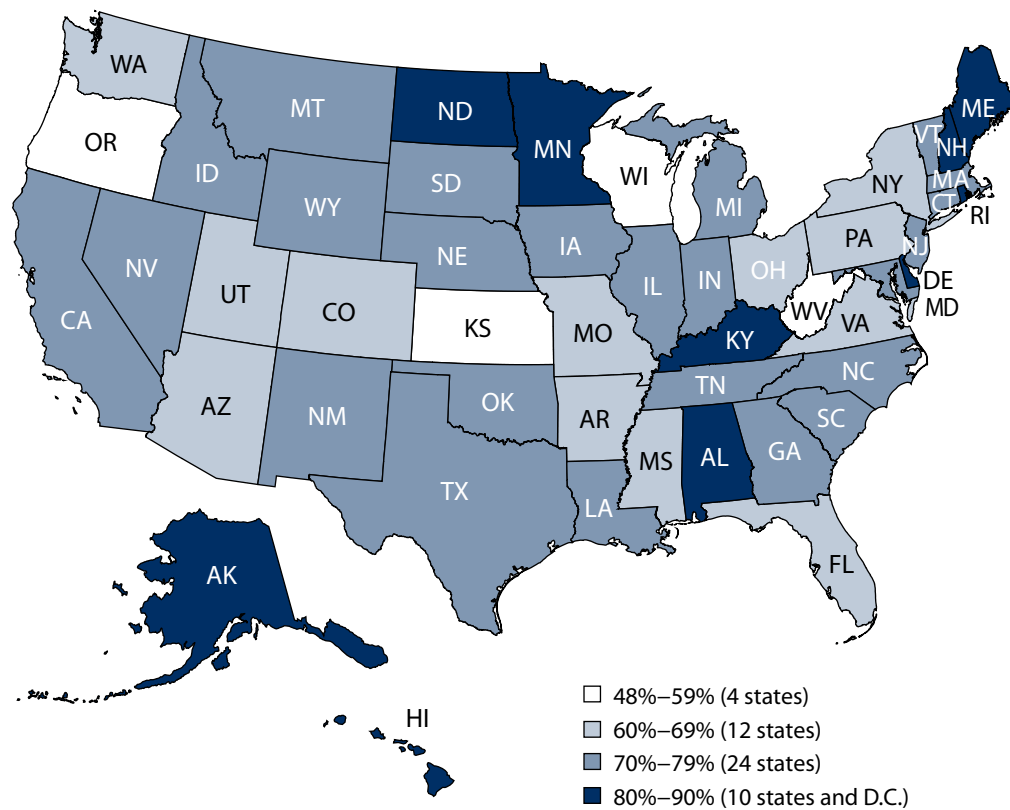 WA
MT
ND
ME
OR
MN
VT
NH
ID
WI
SD
MA
NY
WY
MI
CT
RI
PA
IA
NJ
NE
NV
OH
IL
IN
DE
UT
MD
CO
WV
CA
VA
KS
MO
KY
NC
TN
AZ
OK
NM
AR
SC
GA
MS
AL
TX
LA
FL
AK
HI
48%–59% (4 states)
60%–69% (12 states)
70%–79% (24 states)
80%–90% (10 states and D.C.)